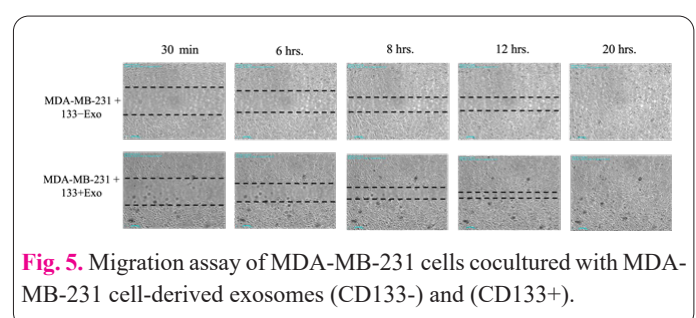 30 min 6 hrs. 8 hrs. 12 hrs. 20 hrs.
MDA-MB-231 +
133−Exo
MDA-MB-231 +
133+Exo
Fig. 5. Migration assay of MDA-MB-231 cells cocultured with MDA-
MB-231 cell-derived exosomes (CD133-) and (CD133+).